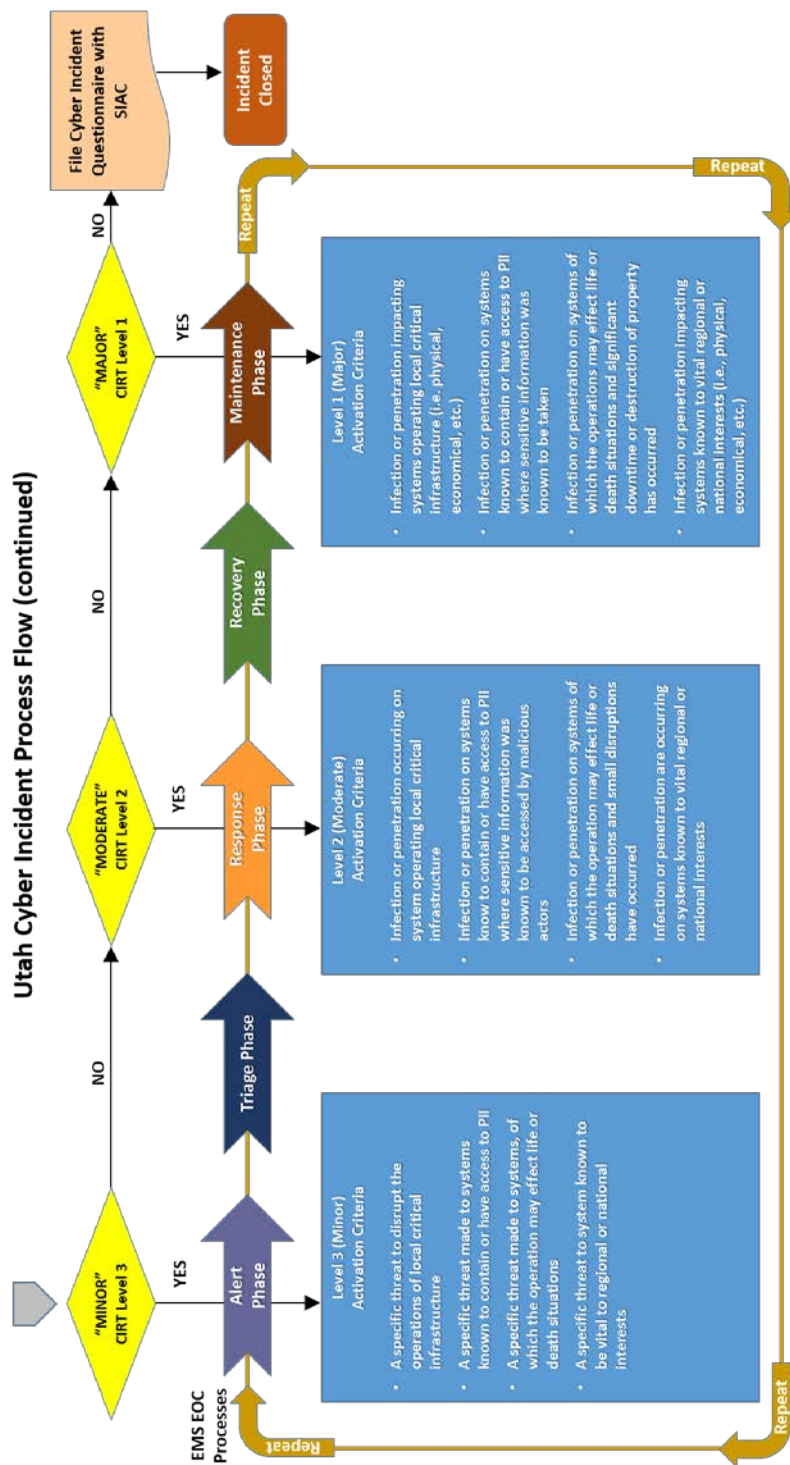 Utah Cyber Incident Process Flow (continued)
"MINOR"
CIRT Level 3
NO
"MODERATE"
CIRT Level 2
NO
"MAJOR"
CIRT Level 1
NO
File Cyber Incident
Questionnaire with
SIAC
Incident
Closed
YES
YES
YES
EMS EOC
Processes
Alert
Phase
Triage Phase
Response
Phase
Recovery
Phase
Maintenance
Phase
Repeat
Repeat
Repeat
Repeat
Level 3 (Minor)
Activation Criteria
• A specific threat to disrupt the
operations of local critical
infrastructure
• A specific threat made to systems
known to contain or have access to PII
• A specific threat made to systems, of
which the operation may effect life or
death situations
• A specific threat to system known to
be vital to regional or national
interests
Level 2 (Moderate)
Activation Criteria
• Infection or penetration occurring on
system operating local critical
infrastructure
• Infection or penetration on systems
know to contain or have access to PII
where sensitive information was
known to be accessed by malicious
actors
• Infection or penetration on systems of
which the operation may effect life or
death situations and small disruptions
have occurred
• Infection or penetration are occurring
on systems known to vital regional or
national interests
Level 1 (Major)
Activation Criteria
• Infection or penetration impacting
systems operating local critical
infrastructure (i.e. physical,
economical, etc.)
• Infection or penetration on systems
known to contain or have access to PII
where sensitive information was
known to be taken
• Infection or penetration on systems of
which the operations may effect life or
death situations and significant
downtime or destruction of property
has occurred
• Infection or penetration impacting
systems known to vital regional or
national interests (i.e., physical,
economical, etc.)